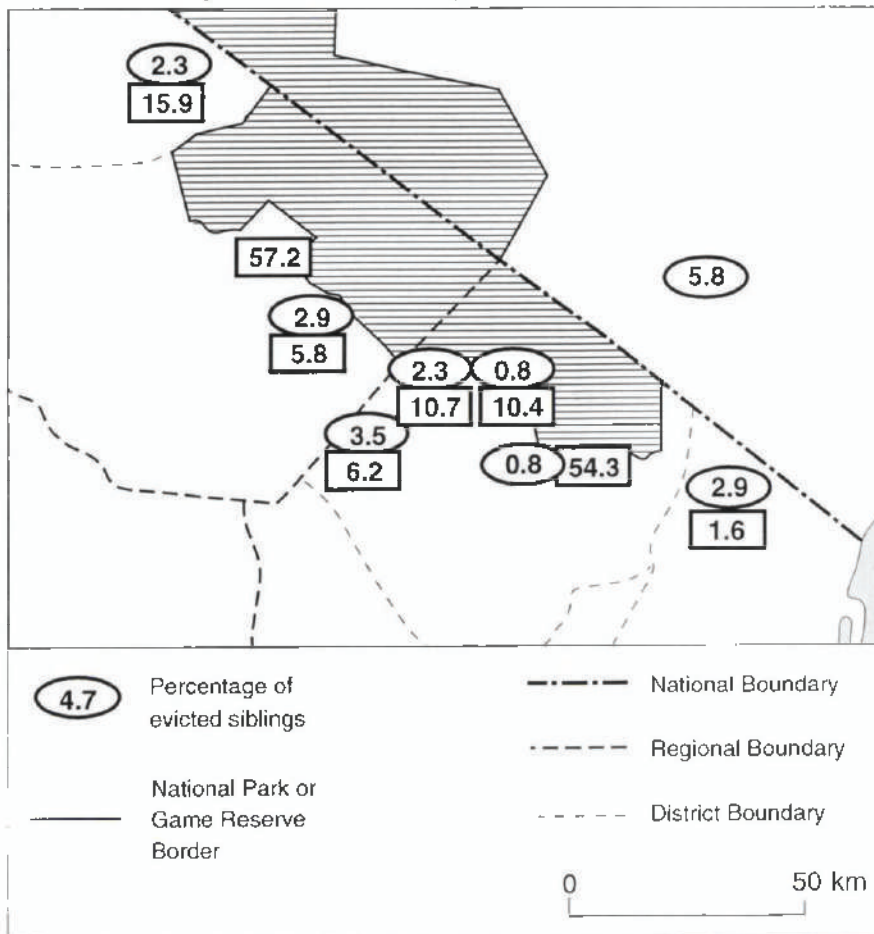 2.3
15.9
57.2
5.8
2.9
5.8
2.3
0.8
10.7
10.4
3.5
6.2
0.8
54.3
2.9
1.6
4.7
Percentage of
evicted siblings
National Park or
Game Reserve
Border
National Boundary
Regional Boundary
District Boundary
0
50 km